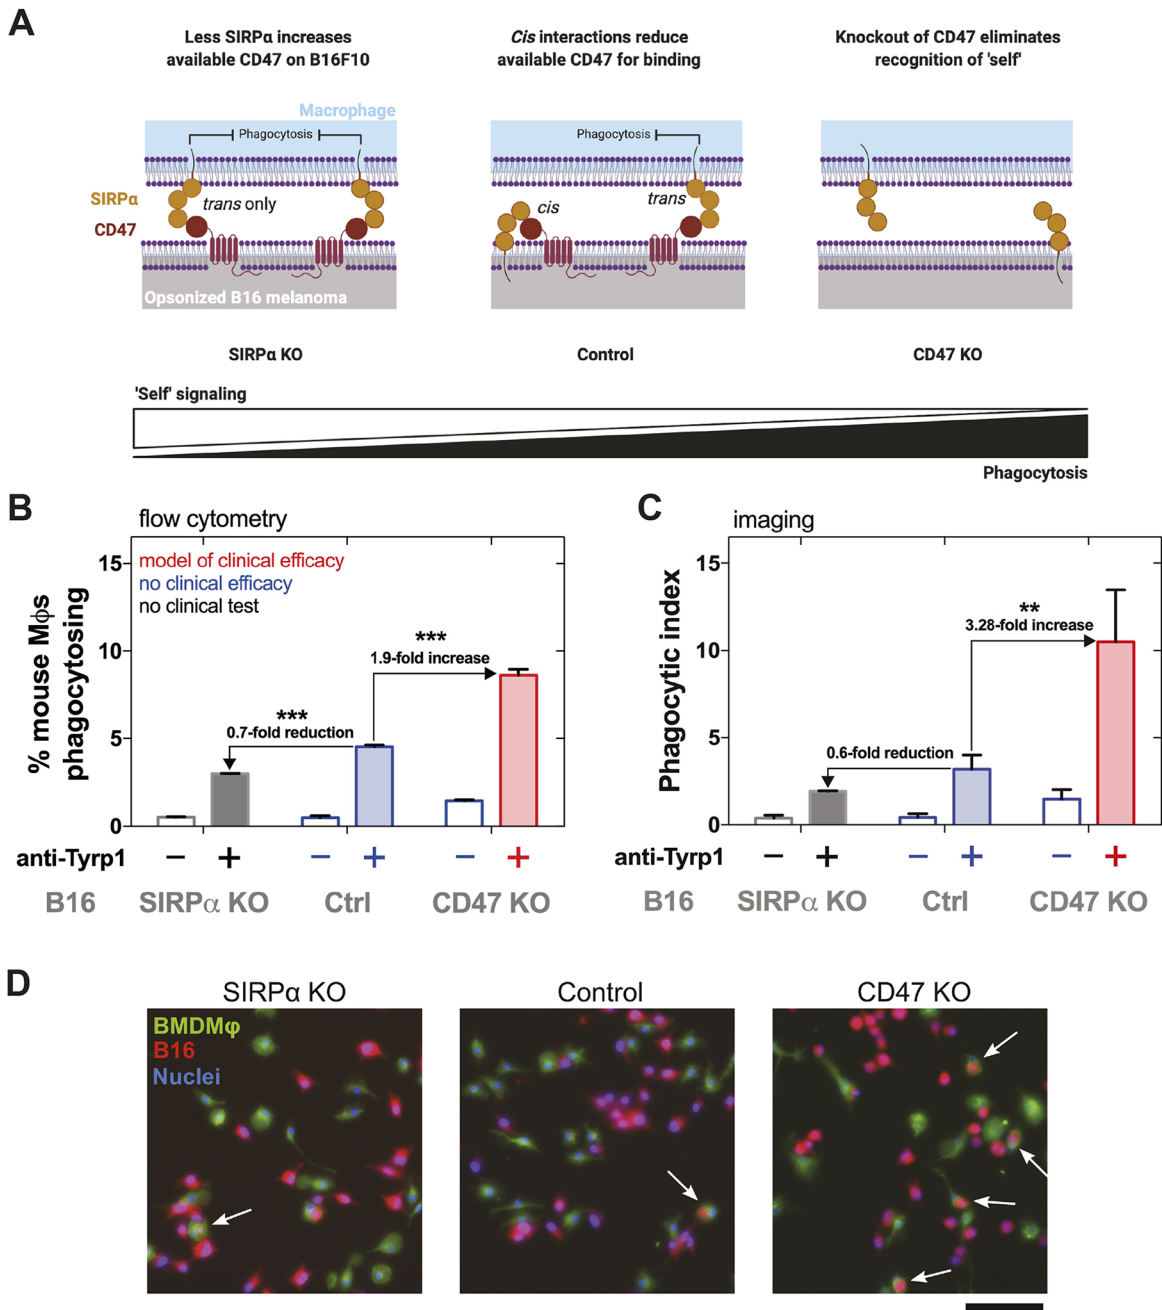 A
Less SIRPα increases
available CD47 on B16F10
Cis interactions reduce
available CD47 for binding
Knockout of CD47 eliminates
recognition of 'self'
Macrophage
Phagocytosis
Phagocytosis
SIRPα
CD47
trans only
cis
trans
Opsonized B16 melanoma
SIRPα KO
Control
CD47 KO
'Self' signaling
Phagocytosis
B
flow cytometry
model of clinical efficacy
no clinical efficacy
no clinical test
% mouse Mϕs
phagocytosing
15
10
5
0
***
0.7-fold reduction
***
1.9-fold increase
anti-Tyrp1 − + − + − +
B16 SIRPα KO Ctrl CD47 KO
C
imaging
Phagocytic index
15
10
5
0
0.6-fold reduction
**
3.28-fold increase
anti-Tyrp1 − + − + − +
B16 SIRPα KO Ctrl CD47 KO
D
SIRPα KO
Control
CD47 KO
BMDMφ
B16
Nuclei